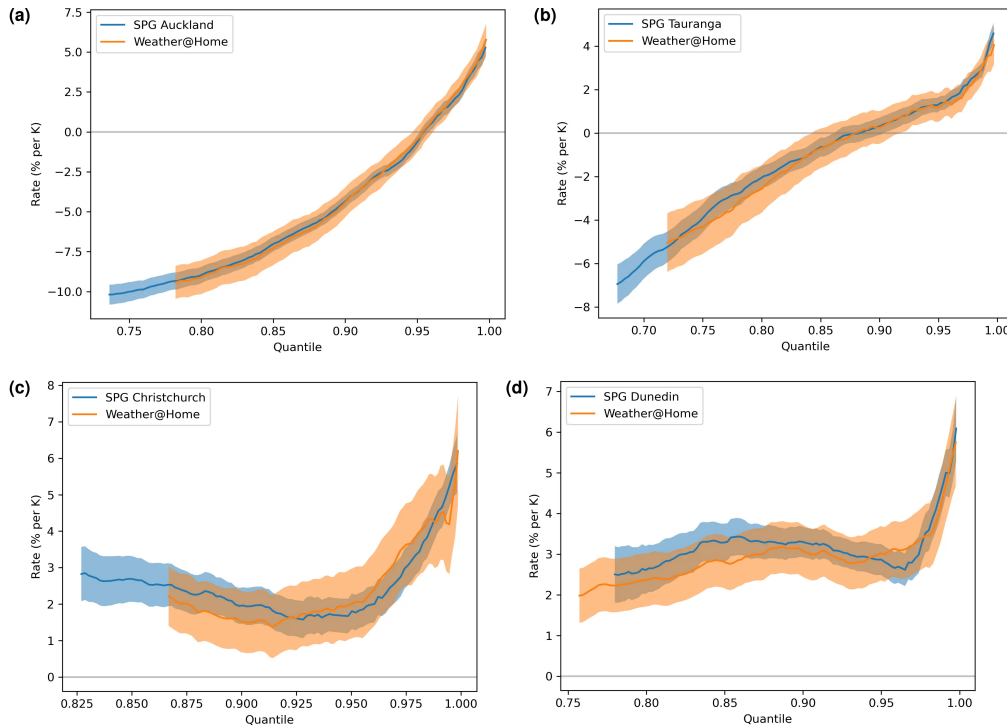 (a)
SPG Auckland
Weather@Home
7.5
5.0
2.5
0.0
−2.5
−5.0
−7.5
−10.0
Rate (% per K)
0.75 0.80 0.85 0.90 0.95 1.00
Quantile
(b)
SPG Tauranga
Weather@Home
4
2
0
−2
−4
−6
−8
Rate (% per K)
0.70 0.75 0.80 0.85 0.90 0.95 1.00
Quantile
(c)
SPG Christchurch
Weather@Home
8
7
6
5
4
3
2
1
0
Rate (% per K)
0.825 0.850 0.875 0.900 0.925 0.950 0.975 1.000
Quantile
(d)
SPG Dunedin
Weather@Home
7
6
5
4
3
2
1
0
Rate (% per K)
0.75 0.80 0.85 0.90 0.95 1.00
Quantile